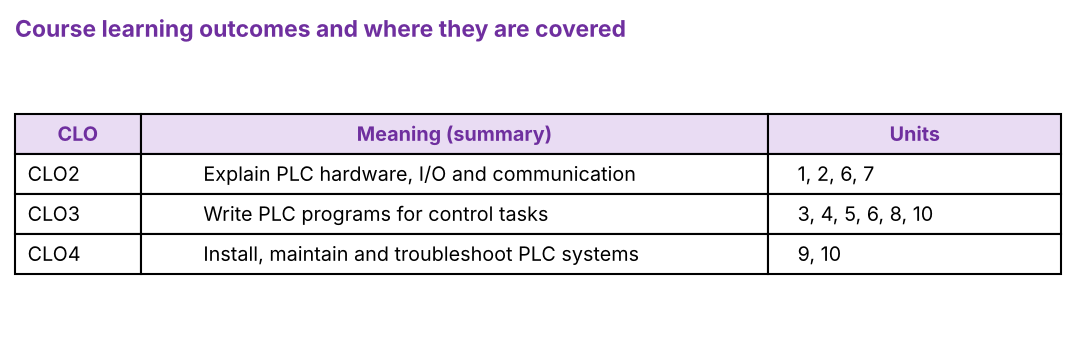 Course learning outcomes and where they are covered
CLO Meaning (summary) Units
CLO2 Explain PLC hardware, I/O and communication 1, 2, 6, 7
CLO3 Write PLC programs for control tasks 3, 4, 5, 6, 8, 10
CLO4 Install, maintain and troubleshoot PLC systems 9, 10